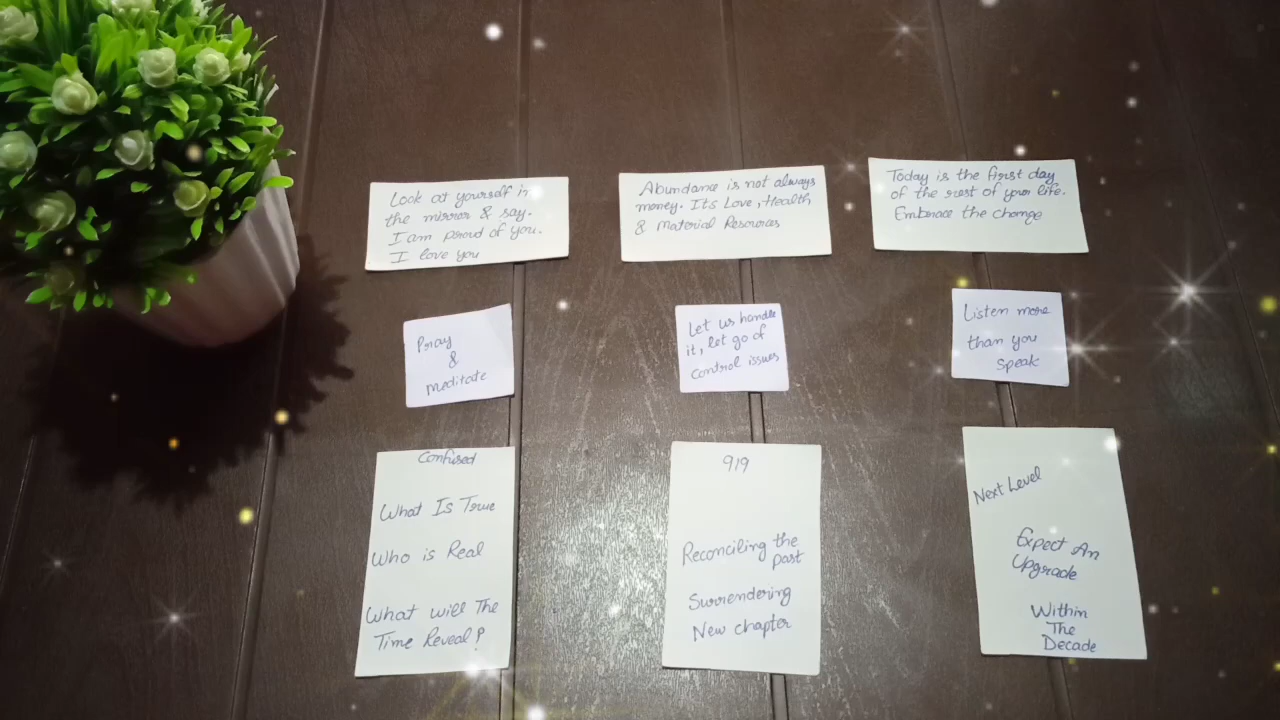 Look at yourself in
the mirror & say.
I am proud of you.
I love you
Abundance is not always
money. Its Love, Health
& Material Resources
Today is the first day
of the rest of your life.
Embrace the change
Pray
&
meditate
Let us handle
it, let go of
control issues
Listen more
than you
speak
Confused
What Is True
Who is Real
What will The
Time Reveal?
919
Reconciling the
past
Surrendering
New chapter
Next Level
Expect An
Upgrade
Within
The
Decade